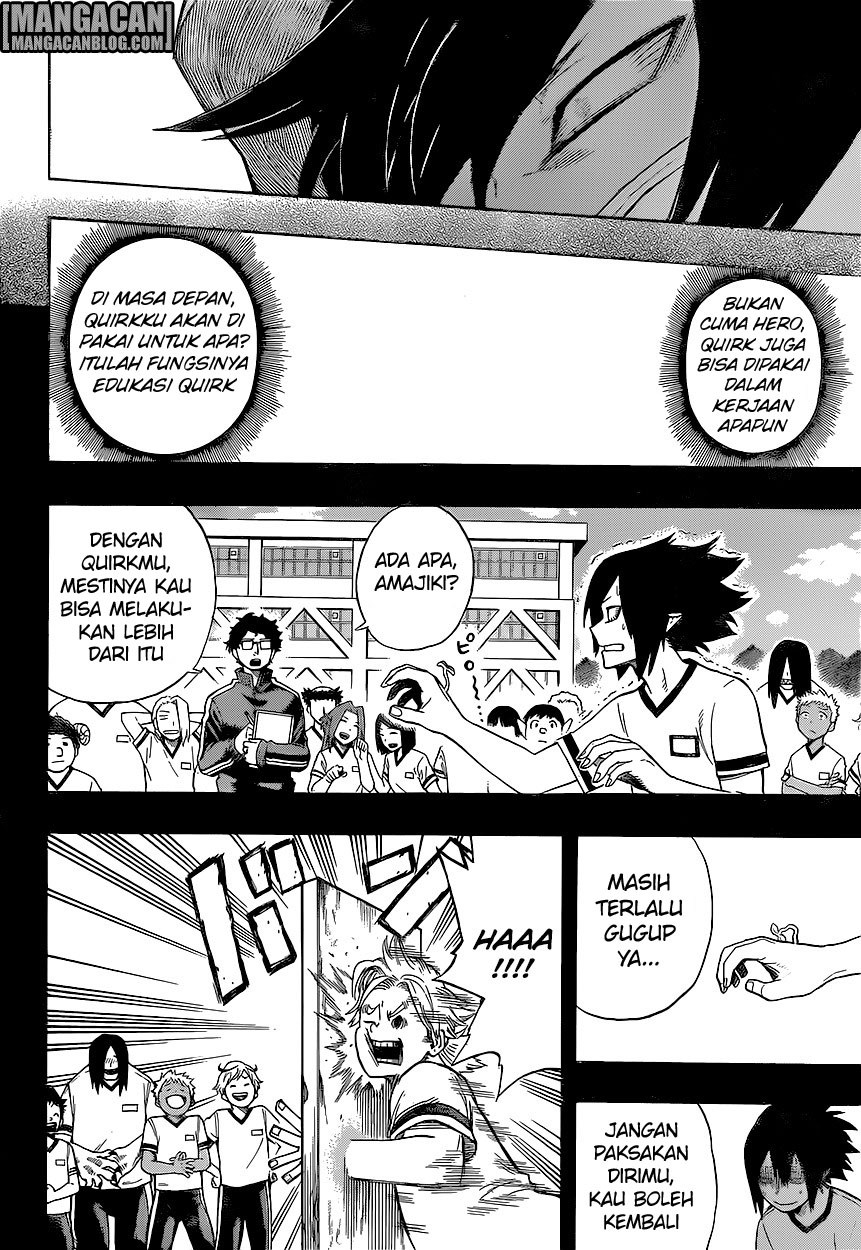 [MANGACAN]
MANGACANBLOG.COM
BUKAN
CUMA HERO,
QUIRK JUGA
BISA DIPAKAI
DALAM
KERJAAN
APAPUN
DI MASA DEPAN,
QUIRKKU AKAN DI
PAKAI UNTUK APA?
ITULAH FUNGSINYA
EDUKASI QUIRK
ADA APA,
AMAJIKI?
DENGAN
QUIRKMU,
MESTINYA KAU
BISA MELAKU-
KAN LEBIH
DARI ITU
MASIH
TERLALU
GUGUP
YA...
JANGAN
PAKSAKAN
DIRIMU,
KAU BOLEH
KEMBALI
HAAA
!!!!